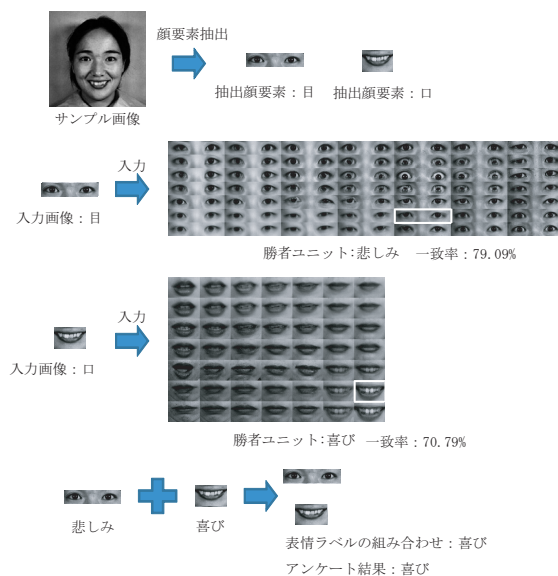 顔要素抽出
抽出顔要素：目
抽出顔要素：口
サンプル画像
入力
入力画像：目
勝者ユニット:悲しみ 一致率：79.09%
入力
入力画像：口
勝者ユニット:喜び 一致率：70.79%
悲しみ
喜び
表情ラベルの組み合わせ：喜び
アンケート結果：喜び